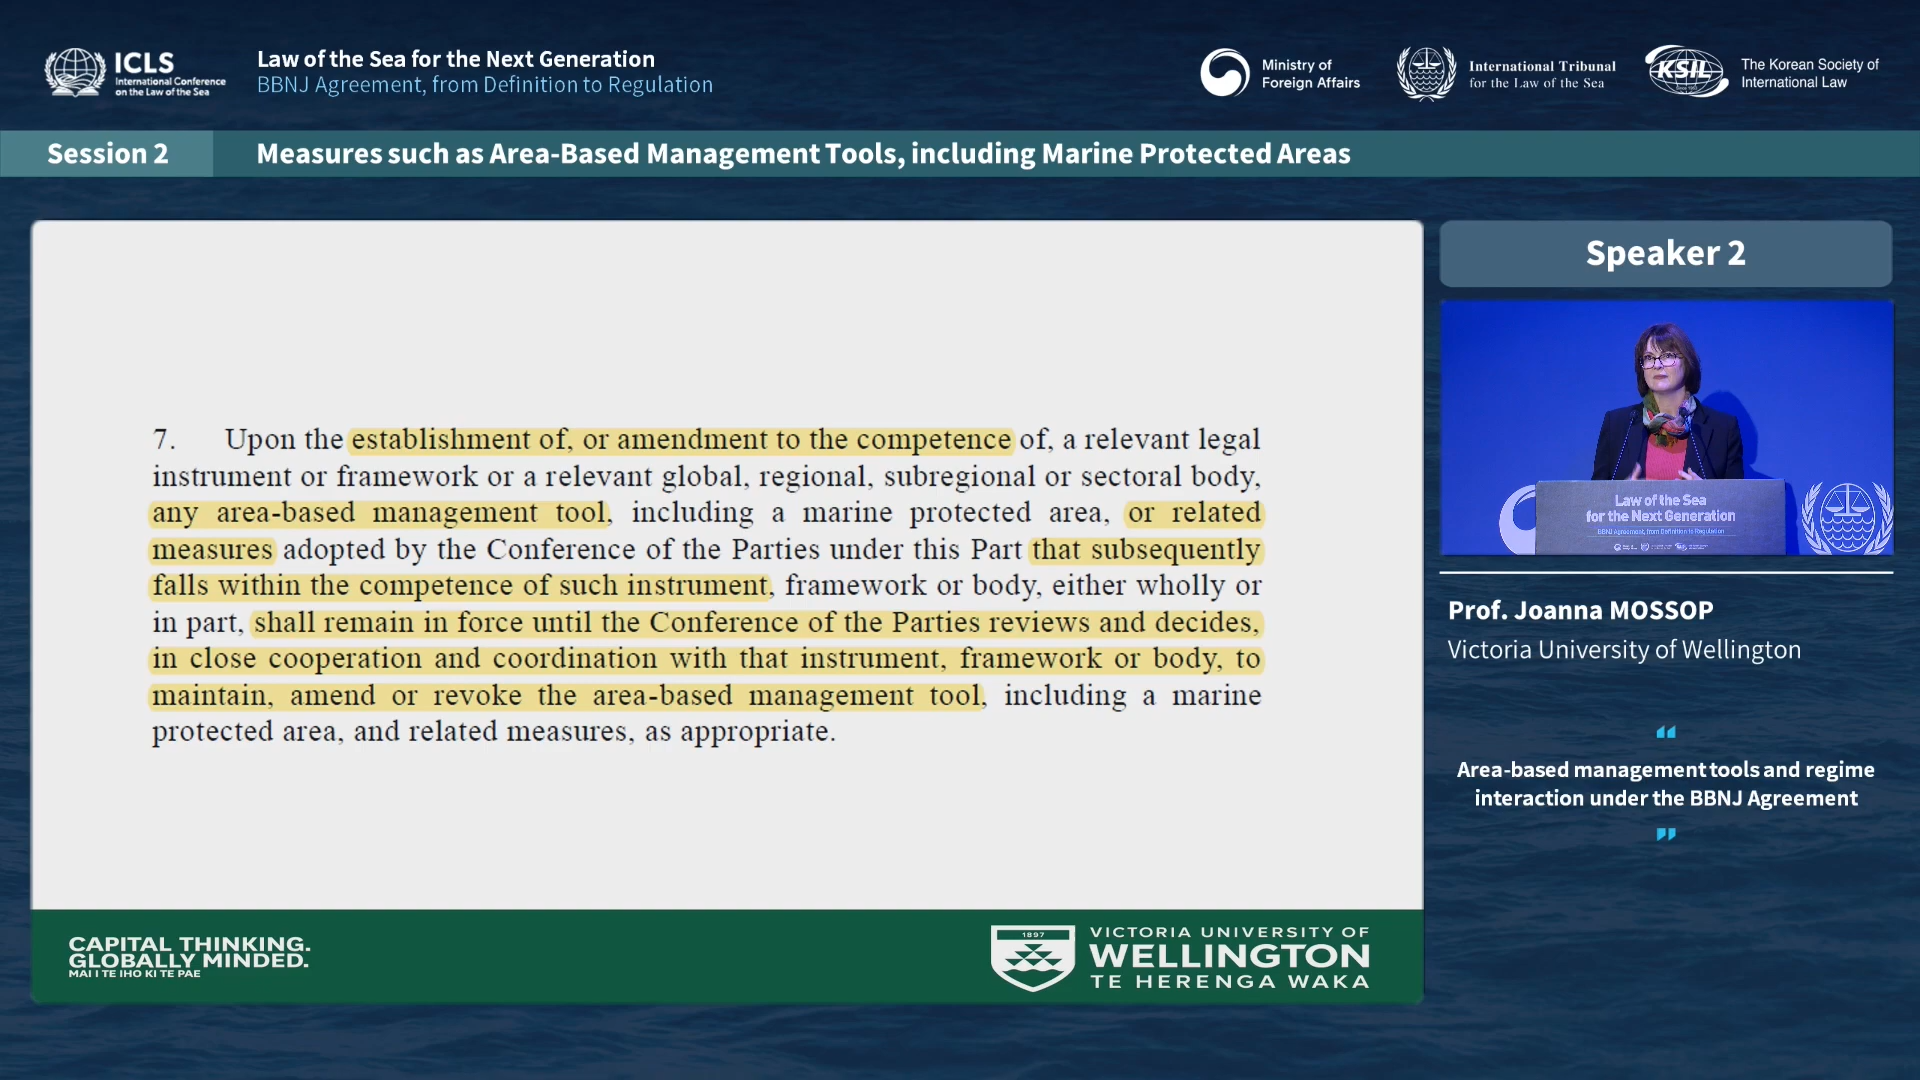 ICLS
International Conference
on the Law of the Sea
Law of the Sea for the Next Generation
BBNJ Agreement, from Definition to Regulation
Ministry of
Foreign Affairs
International Tribunal
for the Law of the Sea
KSIL
The Korean Society of
International Law
Session 2
Measures such as Area-Based Management Tools, including Marine Protected Areas
7. Upon the establishment of, or amendment to the competence of, a relevant legal
instrument or framework or a relevant global, regional, subregional or sectoral body,
any area-based management tool, including a marine protected area, or related
measures adopted by the Conference of the Parties under this Part that subsequently
falls within the competence of such instrument, framework or body, either wholly or
in part, shall remain in force until the Conference of the Parties reviews and decides,
in close cooperation and coordination with that instrument, framework or body, to
maintain, amend or revoke the area-based management tool, including a marine
protected area, and related measures, as appropriate.
CAPITAL THINKING.
GLOBALLY MINDED.
MAI I TE IHO KI TE PAE
1897
VICTORIA UNIVERSITY OF
WELLINGTON
TE HERENGA WAKA
Speaker 2
Law of the Sea
for the Next Generation
BBNJ Agreement, from Definition to Regulation
Prof. Joanna MOSSOP
Victoria University of Wellington
“
Area-based management tools and regime
interaction under the BBNJ Agreement
”